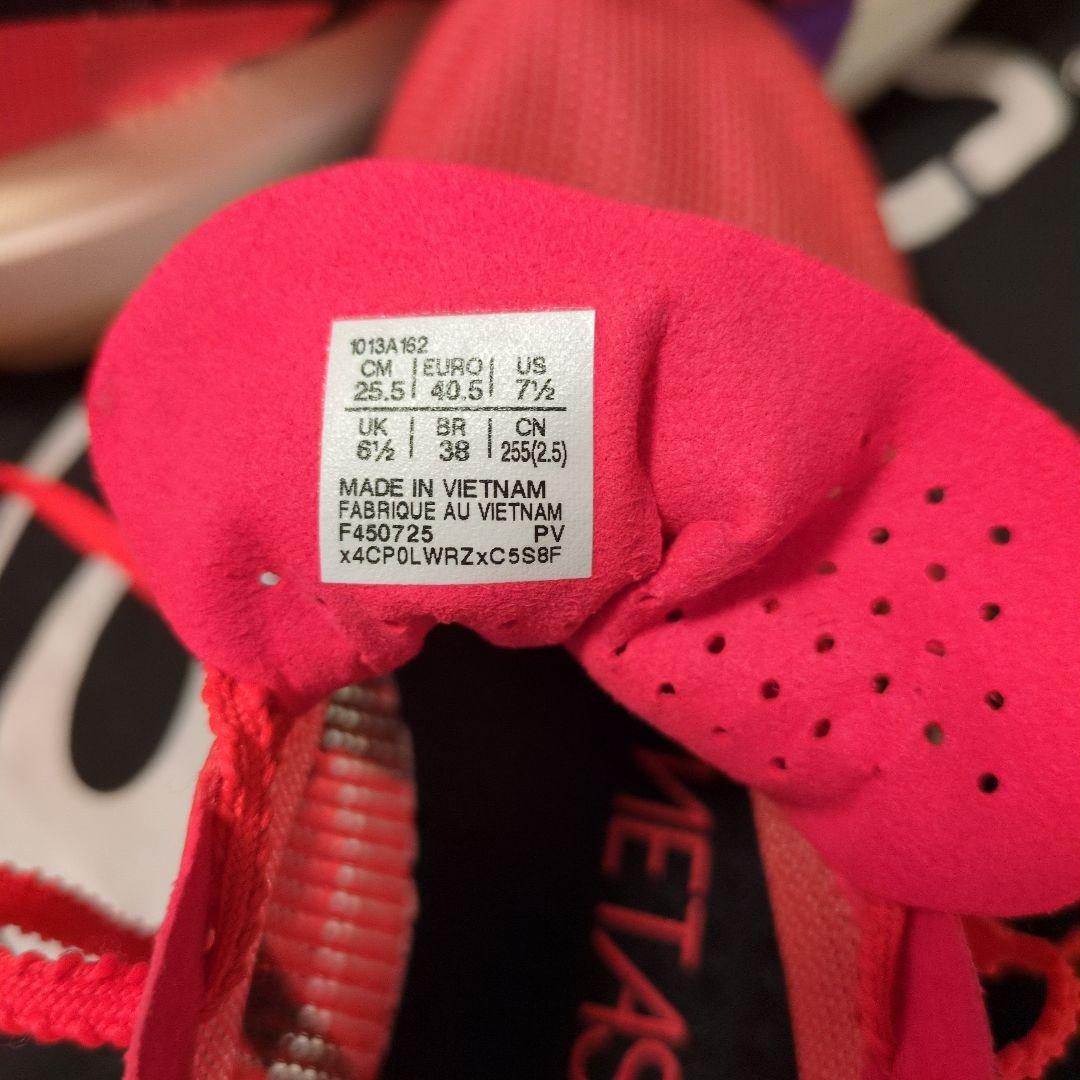 1013A162
CM | EURO | US
25.5 | 40.5 | 7½
UK | BR | CN
6½ | 38 | 255(2.5)
MADE IN VIETNAM
FABRIQUE AU VIETNAM
F450725 PV
x4CP0LWRZxC5S8F
METAS